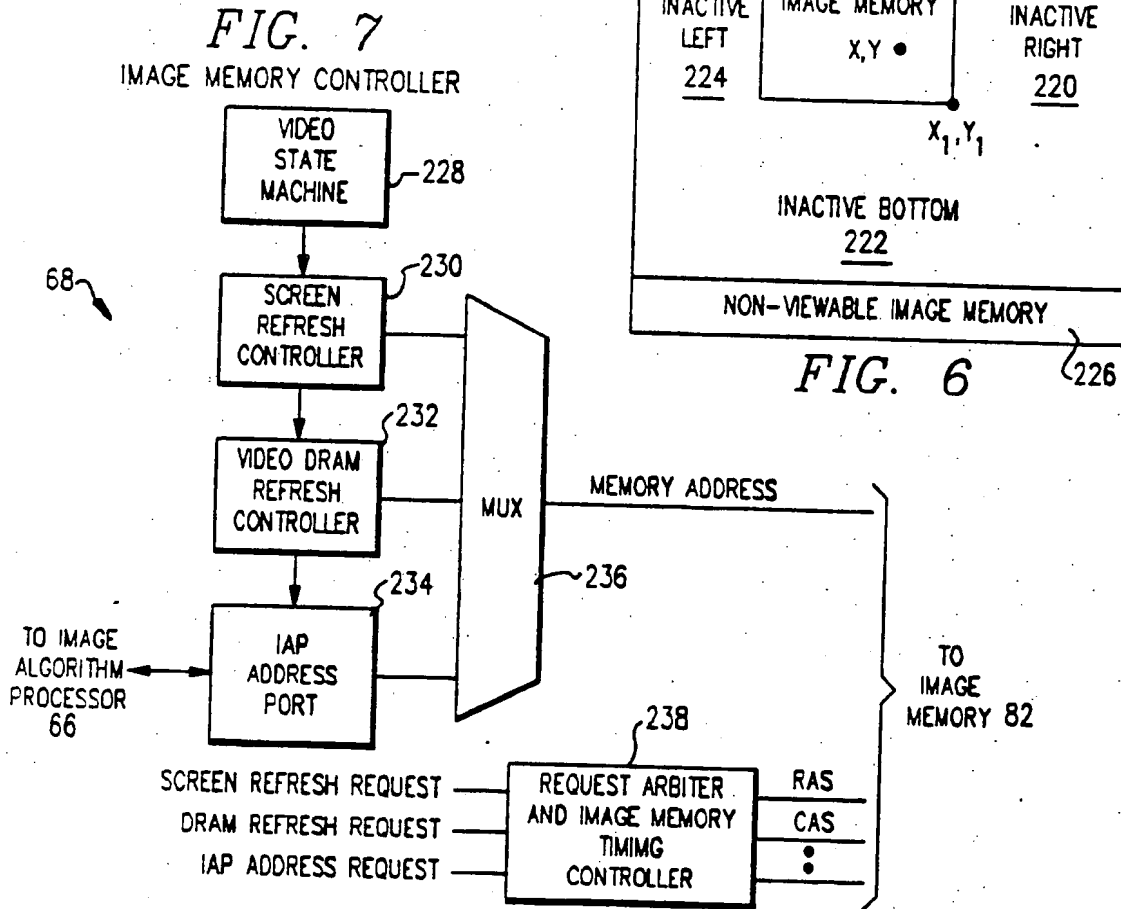 FIG. 7
IMAGE MEMORY CONTROLLER
VIDEO
STATE
MACHINE
228
68
230
SCREEN
REFRESH
CONTROLLER
232
VIDEO DRAM
REFRESH
CONTROLLER
234
IAP
ADDRESS
PORT
TO IMAGE
ALGORITHM
PROCESSOR
66
MUX
236
MEMORY ADDRESS
TO
IMAGE
MEMORY 82
238
SCREEN REFRESH REQUEST
DRAM REFRESH REQUEST
IAP ADDRESS REQUEST
REQUEST ARBITER
AND IMAGE MEMORY
TIMIMG
CONTROLLER
RAS
CAS
INACTIVE
LEFT
224
IMAGE MEMORY
X,Y
X₁,Y₁
INACTIVE
RIGHT
220
INACTIVE BOTTOM
222
NON-VIEWABLE IMAGE MEMORY
226
FIG. 6